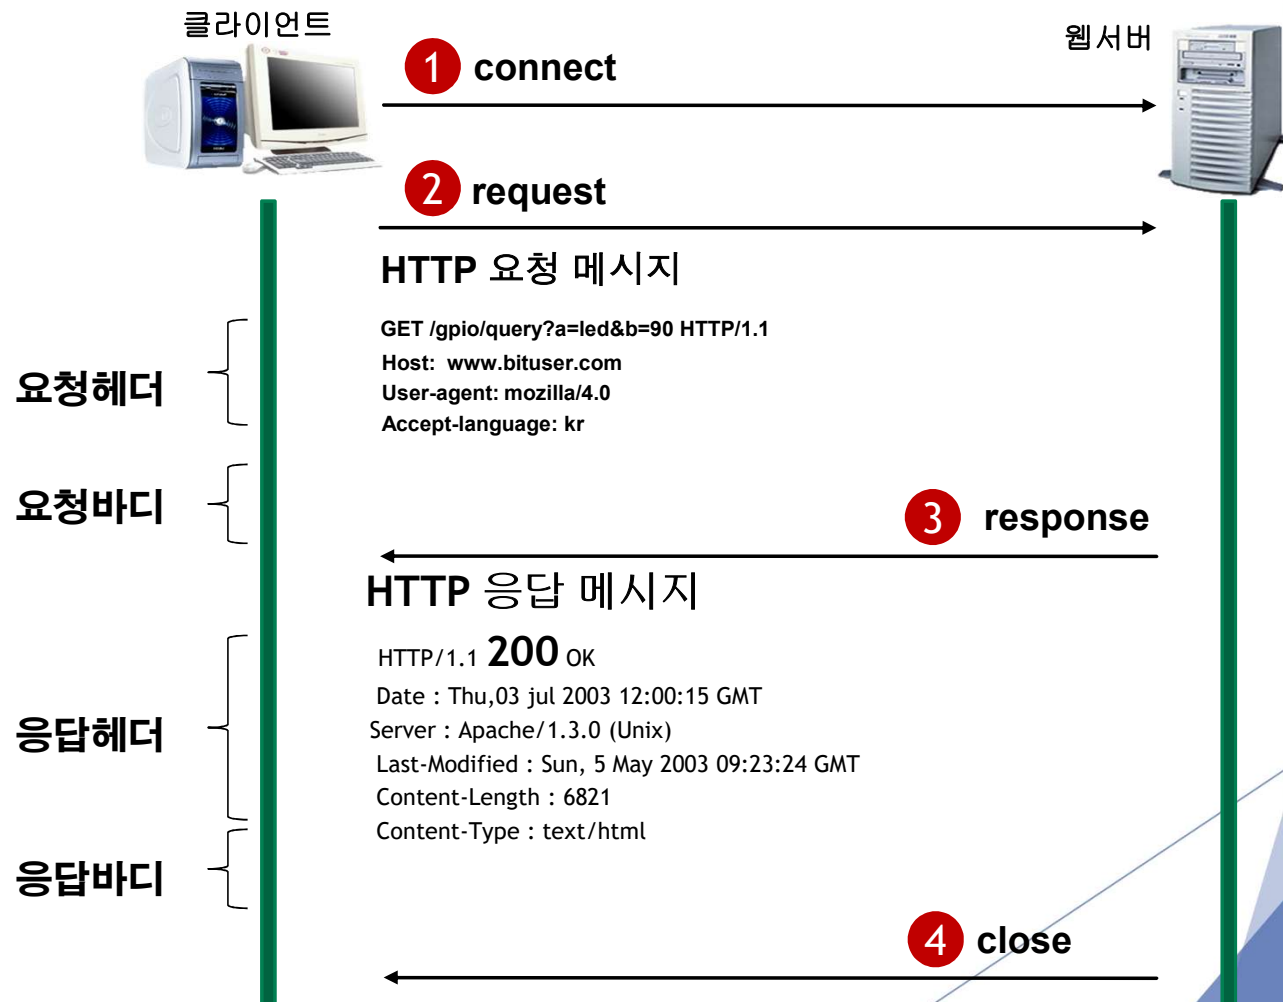 클라이언트
웹서버
1 connect
2 request
HTTP 요청 메시지
요청헤더
GET /gpio/query?a=led&b=90 HTTP/1.1
Host: www.bituser.com
User-agent: mozilla/4.0
Accept-language: kr
요청바디
3 response
HTTP 응답 메시지
응답헤더
HTTP/1.1 200 OK
Date : Thu,03 jul 2003 12:00:15 GMT
Server : Apache/1.3.0 (Unix)
Last-Modified : Sun, 5 May 2003 09:23:24 GMT
Content-Length : 6821
Content-Type : text/html
응답바디
4 close